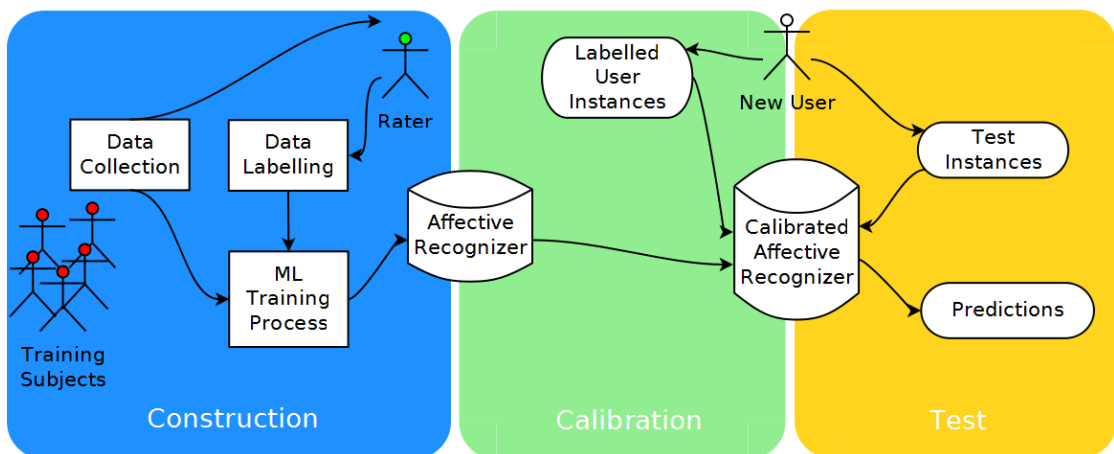 Rater
Data
Collection
Data
Labelling
ML
Training
Process
Training
Subjects
Affective
Recognizer
Construction
Labelled
User
Instances
New User
Calibrated
Affective
Recognizer
Calibration
Test
Instances
Predictions
Test